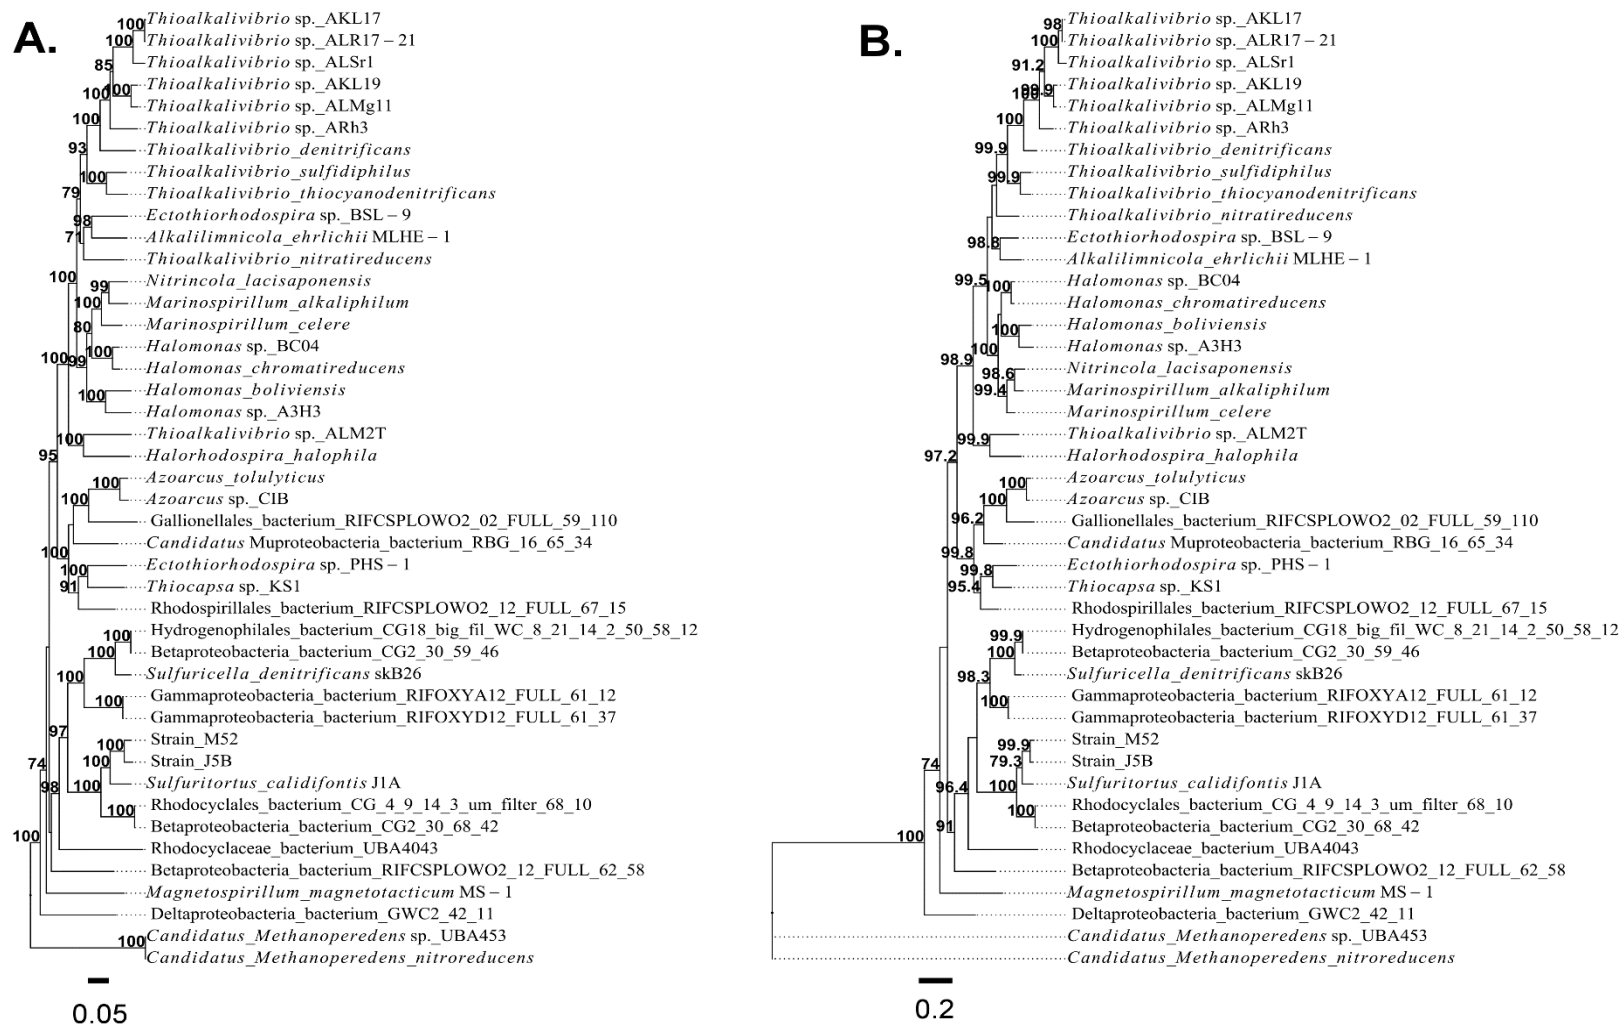 A.
100
Thioalkalivibrio sp._AKL17
100
Thioalkalivibrio sp._ALR17 – 21
Thioalkalivibrio sp._ALSr1
85
Thioalkalivibrio sp._AKL19
100
100
Thioalkalivibrio sp._ALMg11
100
Thioalkalivibrio sp._ARh3
93
Thioalkalivibrio_denitrificans
Thioalkalivibrio_sulfidiphilus
100
79
Thioalkalivibrio_thiocyanodenitrificans
Ectothiorhodospira sp._BSL – 9
98
71
Alkalilimnicola_ehrlichii MLHE – 1
Thioalkalivibrio_nitratireducens
100
Nitrincola_lacisaponensis
99
100
Marinospirillum_alkaliphilum
80
Marinospirillum_celere
Halomonas sp._BC04
100
100
99
Halomonas_chromatireducens
Halomonas_boliviensis
100
Halomonas sp._A3H3
Thioalkalivibrio sp._ALM2T
100
95
Halorhodospira_halophila
Azoarcus_tolulyticus
100
100
Azoarcus sp._CIB
Gallionellales_bacterium_RIFCSPLOWO2_02_FULL_59_110
Candidatus Muproteobacteria_bacterium_RBG_16_65_34
100
Ectothiorhodospira sp._PHS – 1
100
91
Thiocapsa sp._KS1
Rhodospirillales_bacterium_RIFCSPLOWO2_12_FULL_67_15
Hydrogenophilales_bacterium_CG18_big_fil_WC_8_21_14_2_50_58_12
100
100
Betaproteobacteria_bacterium_CG2_30_59_46
100
Sulfuricella_denitrificans skB26
Gammaproteobacteria_bacterium_RIFOXYA12_FULL_61_12
100
Gammaproteobacteria_bacterium_RIFOXYD12_FULL_61_37
97
Strain_M52
100
100
Strain_J5B
74
98
100
Sulfuritortus_calidifontis J1A
Rhodocyclales_bacterium_CG_4_9_14_3_um_filter_68_10
100
Betaproteobacteria_bacterium_CG2_30_68_42
100
Rhodocyclaceae_bacterium_UBA4043
Betaproteobacteria_bacterium_RIFCSPLOWO2_12_FULL_62_58
Magnetospirillum_magnetotacticum MS – 1
Deltaproteobacteria_bacterium_GWC2_42_11
Candidatus_Methanoperedens sp._UBA453
100
Candidatus_Methanoperedens_nitroreducens
0.05
B.
98
Thioalkalivibrio sp._AKL17
100
Thioalkalivibrio sp._ALR17 – 21
91.2
Thioalkalivibrio sp._ALSr1
Thioalkalivibrio sp._AKL19
99.9
100
Thioalkalivibrio sp._ALMg11
100
Thioalkalivibrio sp._ARh3
99.9
Thioalkalivibrio_denitrificans
Thioalkalivibrio_sulfidiphilus
99.9
Thioalkalivibrio_thiocyanodenitrificans
Thioalkalivibrio_nitratireducens
Ectothiorhodospira sp._BSL – 9
98.8
Alkalilimnicola_ehrlichii MLHE – 1
99.5
Halomonas sp._BC04
100
Halomonas_chromatireducens
Halomonas_boliviensis
100
100
Halomonas sp._A3H3
98.9
Nitrincola_lacisaponensis
98.6
99.4
Marinospirillum_alkaliphilum
Marinospirillum_celere
Thioalkalivibrio sp._ALM2T
99.9
97.2
Halorhodospira_halophila
Azoarcus_tolulyticus
100
100
Azoarcus sp._CIB
96.2
Gallionellales_bacterium_RIFCSPLOWO2_02_FULL_59_110
Candidatus Muproteobacteria_bacterium_RBG_16_65_34
99.8
Ectothiorhodospira sp._PHS – 1
99.8
95.4
Thiocapsa sp._KS1
Rhodospirillales_bacterium_RIFCSPLOWO2_12_FULL_67_15
Hydrogenophilales_bacterium_CG18_big_fil_WC_8_21_14_2_50_58_12
99.9
100
Betaproteobacteria_bacterium_CG2_30_59_46
98.3
Sulfuricella_denitrificans skB26
Gammaproteobacteria_bacterium_RIFOXYA12_FULL_61_12
100
Gammaproteobacteria_bacterium_RIFOXYD12_FULL_61_37
Strain_M52
99.9
79.3
Strain_J5B
74
96.4
100
Sulfuritortus_calidifontis J1A
Rhodocyclales_bacterium_CG_4_9_14_3_um_filter_68_10
100
91
Betaproteobacteria_bacterium_CG2_30_68_42
100
Rhodocyclaceae_bacterium_UBA4043
Betaproteobacteria_bacterium_RIFCSPLOWO2_12_FULL_62_58
Magnetospirillum_magnetotacticum MS – 1
Deltaproteobacteria_bacterium_GWC2_42_11
Candidatus_Methanoperedens sp._UBA453
Candidatus_Methanoperedens_nitroreducens
0.2